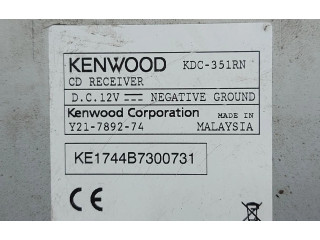 KENWOOD KDC-351RN
CD RECEIVER
D.C.12V ⎓ NEGATIVE GROUND
Kenwood Corporation MADE IN
Y21-7892-74 MALAYSIA
KE1744B7300731
CE